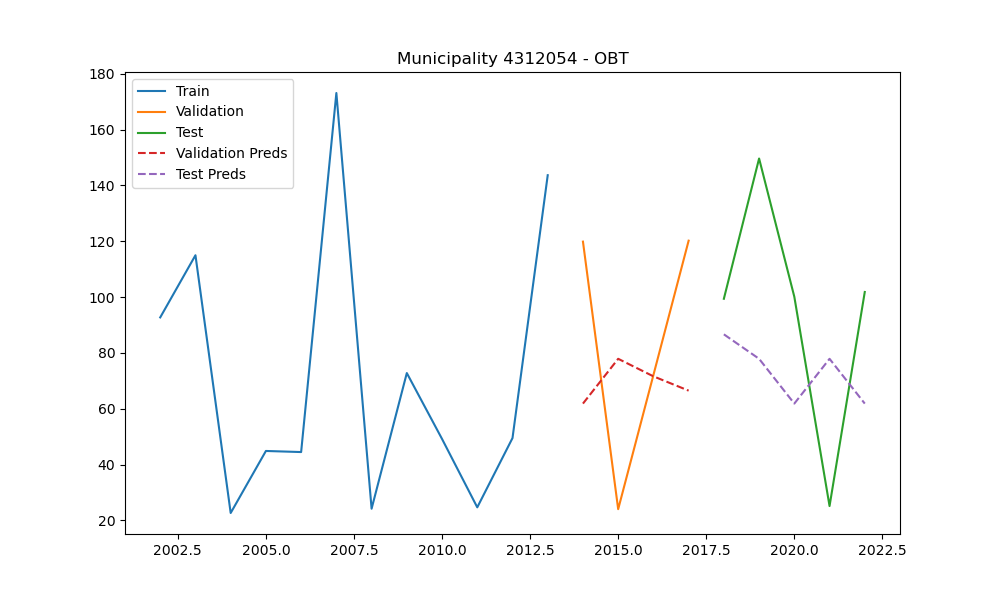 Municipality 4312054 - OBT
Train
Validation
Test
Validation Preds
Test Preds
180
160
140
120
100
80
60
40
20
2002.5 2005.0 2007.5 2010.0 2012.5 2015.0 2017.5 2020.0 2022.5